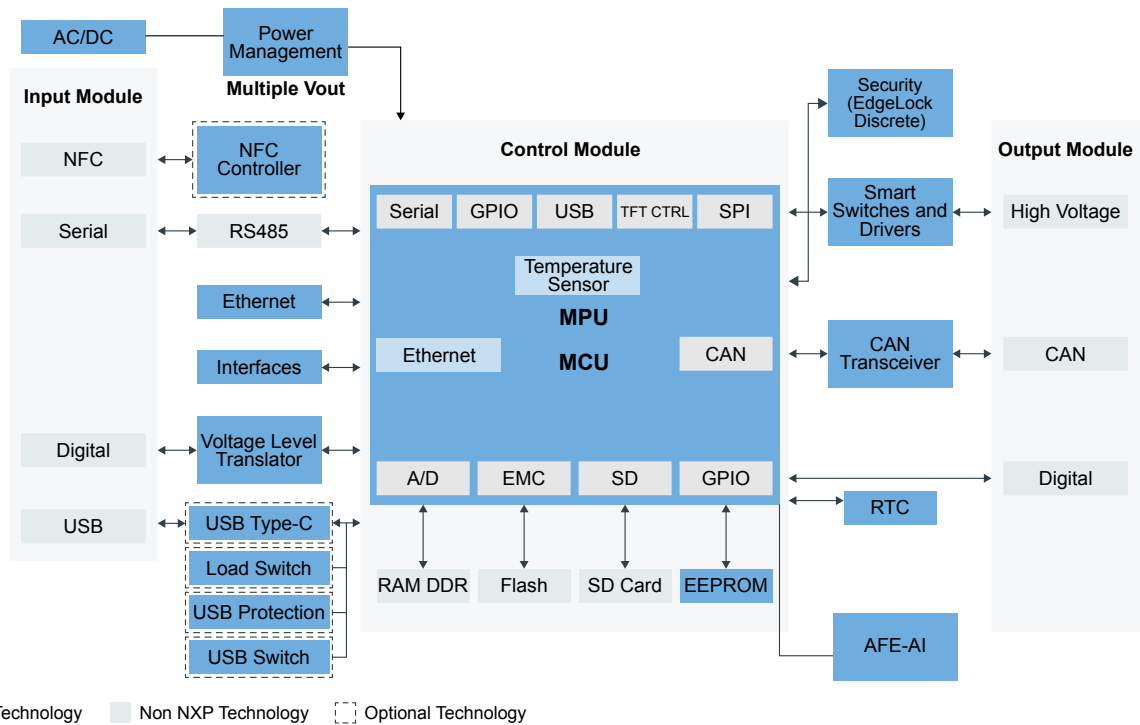 AC/DC
Power
Management
Multiple Vout
Input Module
NFC
NFC
Controller
Serial
RS485
Ethernet
Interfaces
Digital
Voltage Level
Translator
USB
USB Type-C
Load Switch
USB Protection
USB Switch
Control Module
Serial
GPIO
USB
TFT CTRL
SPI
Temperature
Sensor
MPU
Ethernet
MCU
CAN
A/D
EMC
SD
GPIO
RAM DDR
Flash
SD Card
EEPROM
Security
(EdgeLock
Discrete)
Smart
Switches and
Drivers
CAN
Transceiver
RTC
AFE-AI
Output Module
High Voltage
CAN
Digital
Technology
Non NXP Technology
Optional Technology